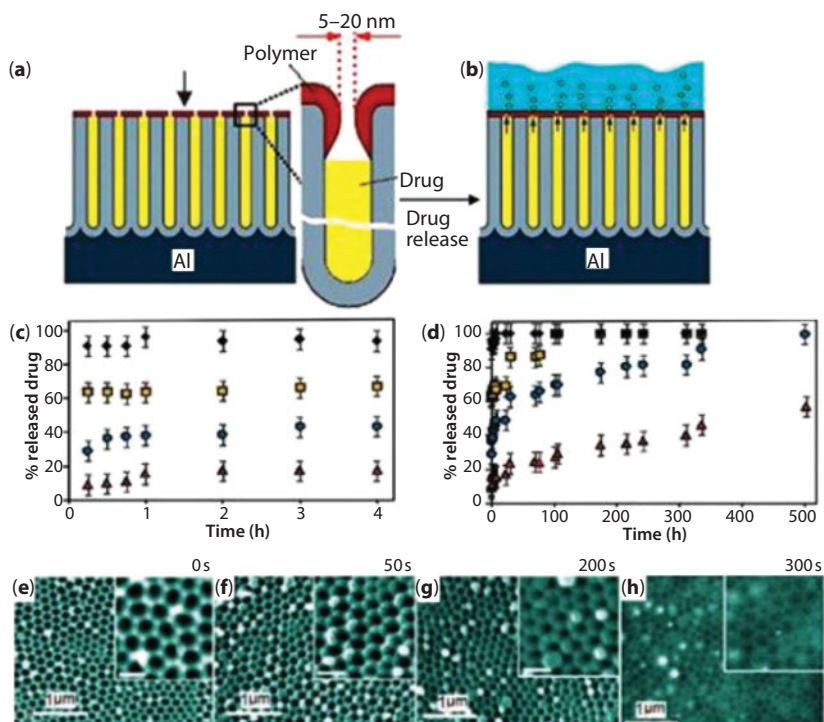 5–20 nm
(a)
Polymer
(b)
Drug
Drug
release
Al
Al
(c)
100
80
60
40
20
0
0
1
2
3
4
% released drug
Time (h)
(d)
100
80
60
40
20
0
0
100
200
300
400
500
% released drug
Time (h)
0 s
50 s
200 s
300 s
(e)
(f)
(g)
(h)
1µm
1µm
1µm
1µm